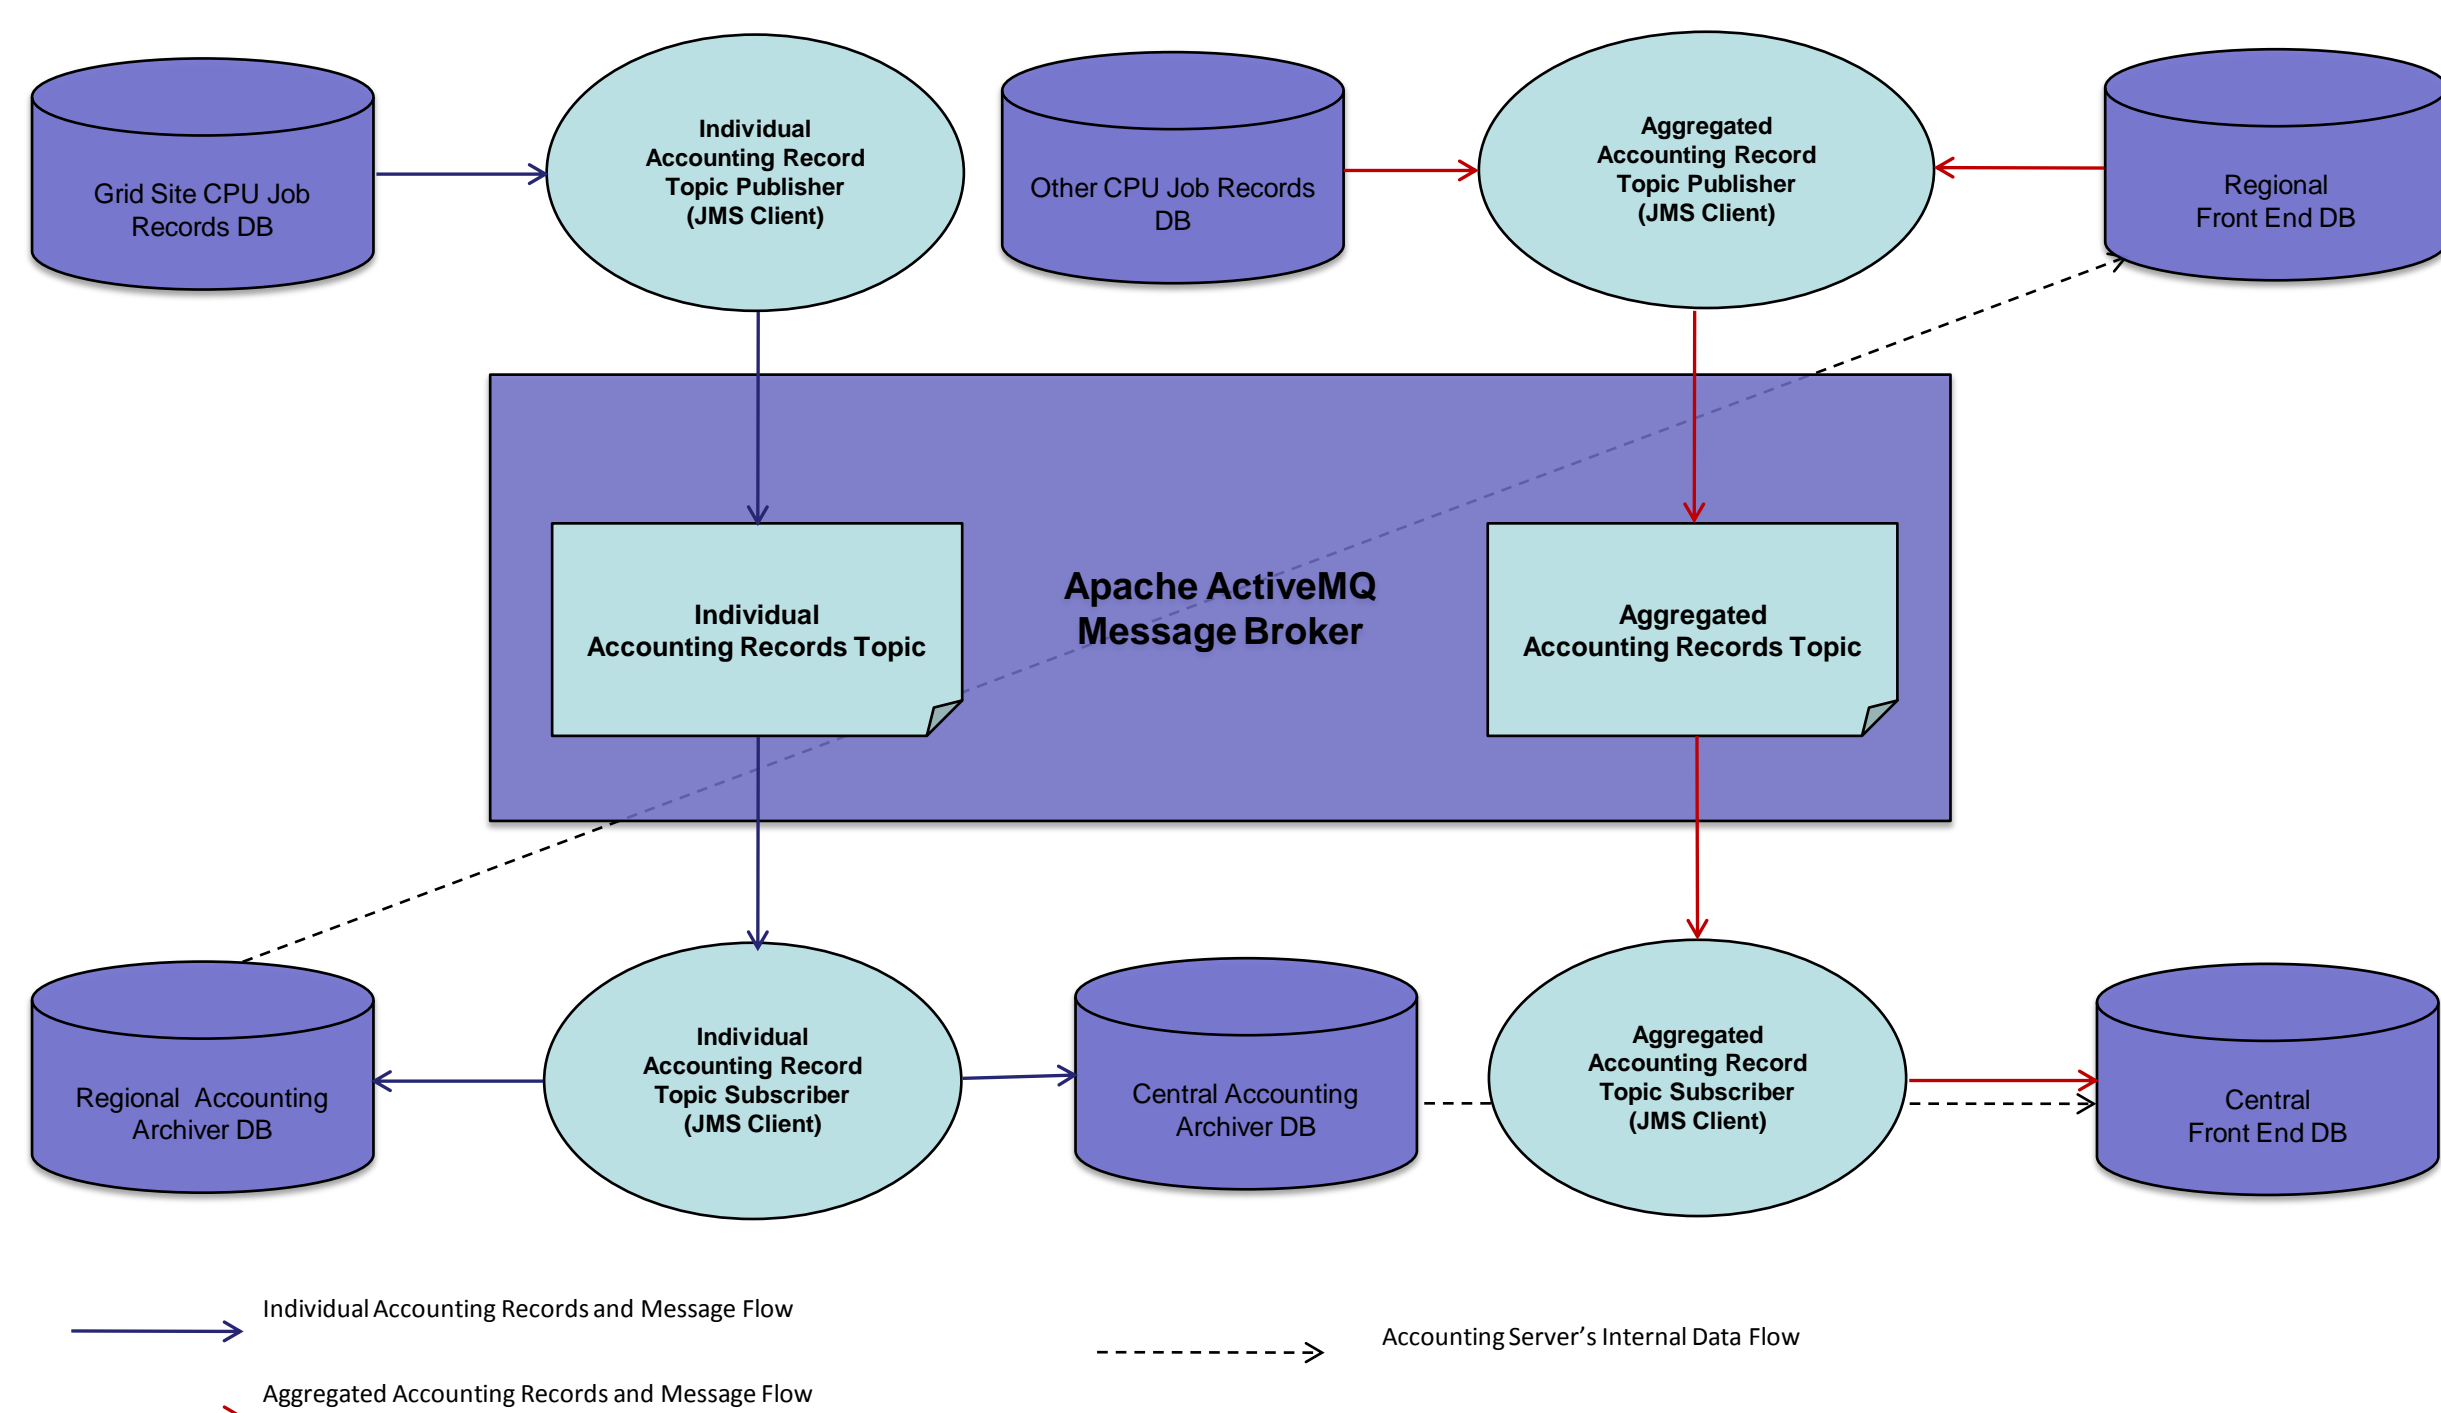 Individual
Accounting Record
Topic Publisher
(JMS Client)
Aggregated
Accounting Record
Topic Publisher
(JMS Client)
Grid Site CPU Job
Records DB
Other CPU Job Records
DB
Regional
Front End DB
Apache ActiveMQ
Message Broker
Individual
Accounting Records Topic
Aggregated
Accounting Records Topic
Individual
Accounting Record
Topic Subscriber
(JMS Client)
Aggregated
Accounting Record
Topic Subscriber
(JMS Client)
Regional Accounting
Archiver DB
Central Accounting
Archiver DB
Central
Front End DB
Individual Accounting Records and Message Flow
Accounting Server’s Internal Data Flow
Aggregated Accounting Records and Message Flow